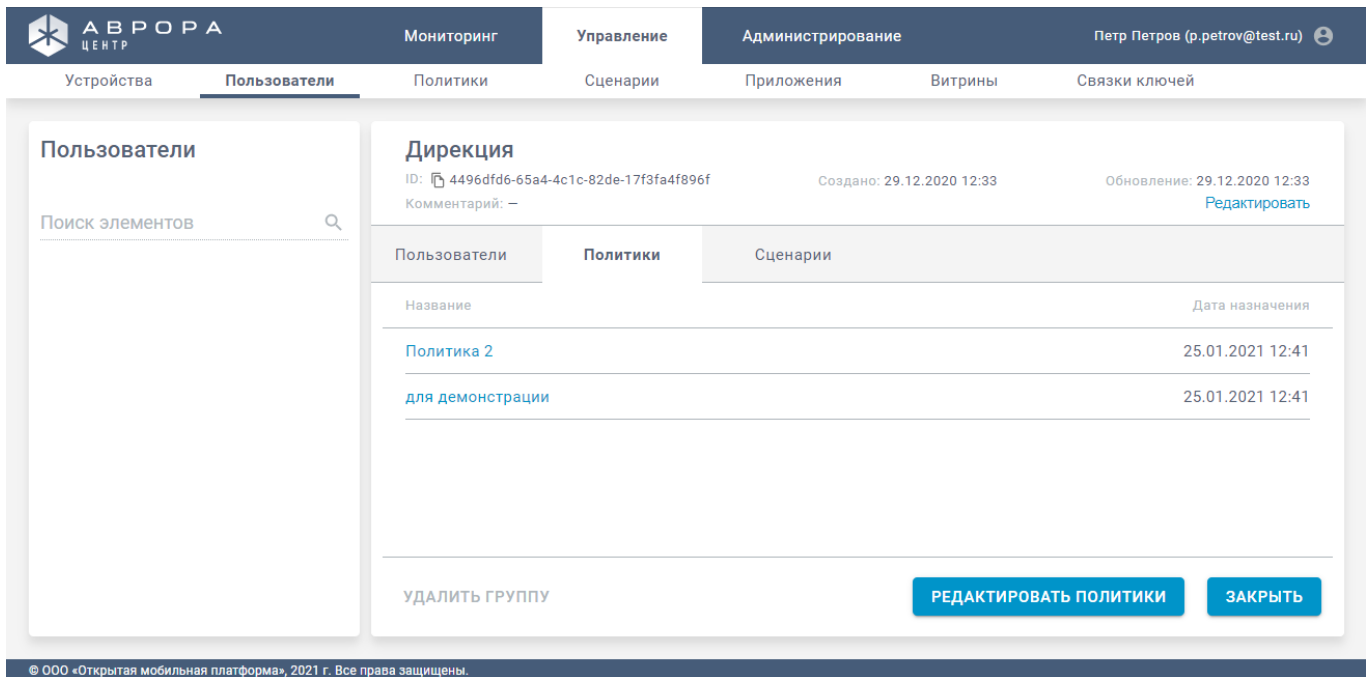 АВРОРА
ЦЕНТР
Мониторинг Управление Администрирование Петр Петров (p.petrov@test.ru)
Устройства Пользователи Политики Сценарии Приложения Витрины Связки ключей
Пользователи
Поиск элементов
Дирекция
ID: 4496dfd6-65a4-4c1c-82de-17f3fa4f896f Создано: 29.12.2020 12:33 Обновление: 29.12.2020 12:33
Комментарий: — Редактировать
Пользователи Политики Сценарии
Название Дата назначения
Политика 2 25.01.2021 12:41
для демонстрации 25.01.2021 12:41
УДАЛИТЬ ГРУППУ РЕДАКТИРОВАТЬ ПОЛИТИКИ ЗАКРЫТЬ
© ООО «Открытая мобильная платформа», 2021 г. Все права защищены.